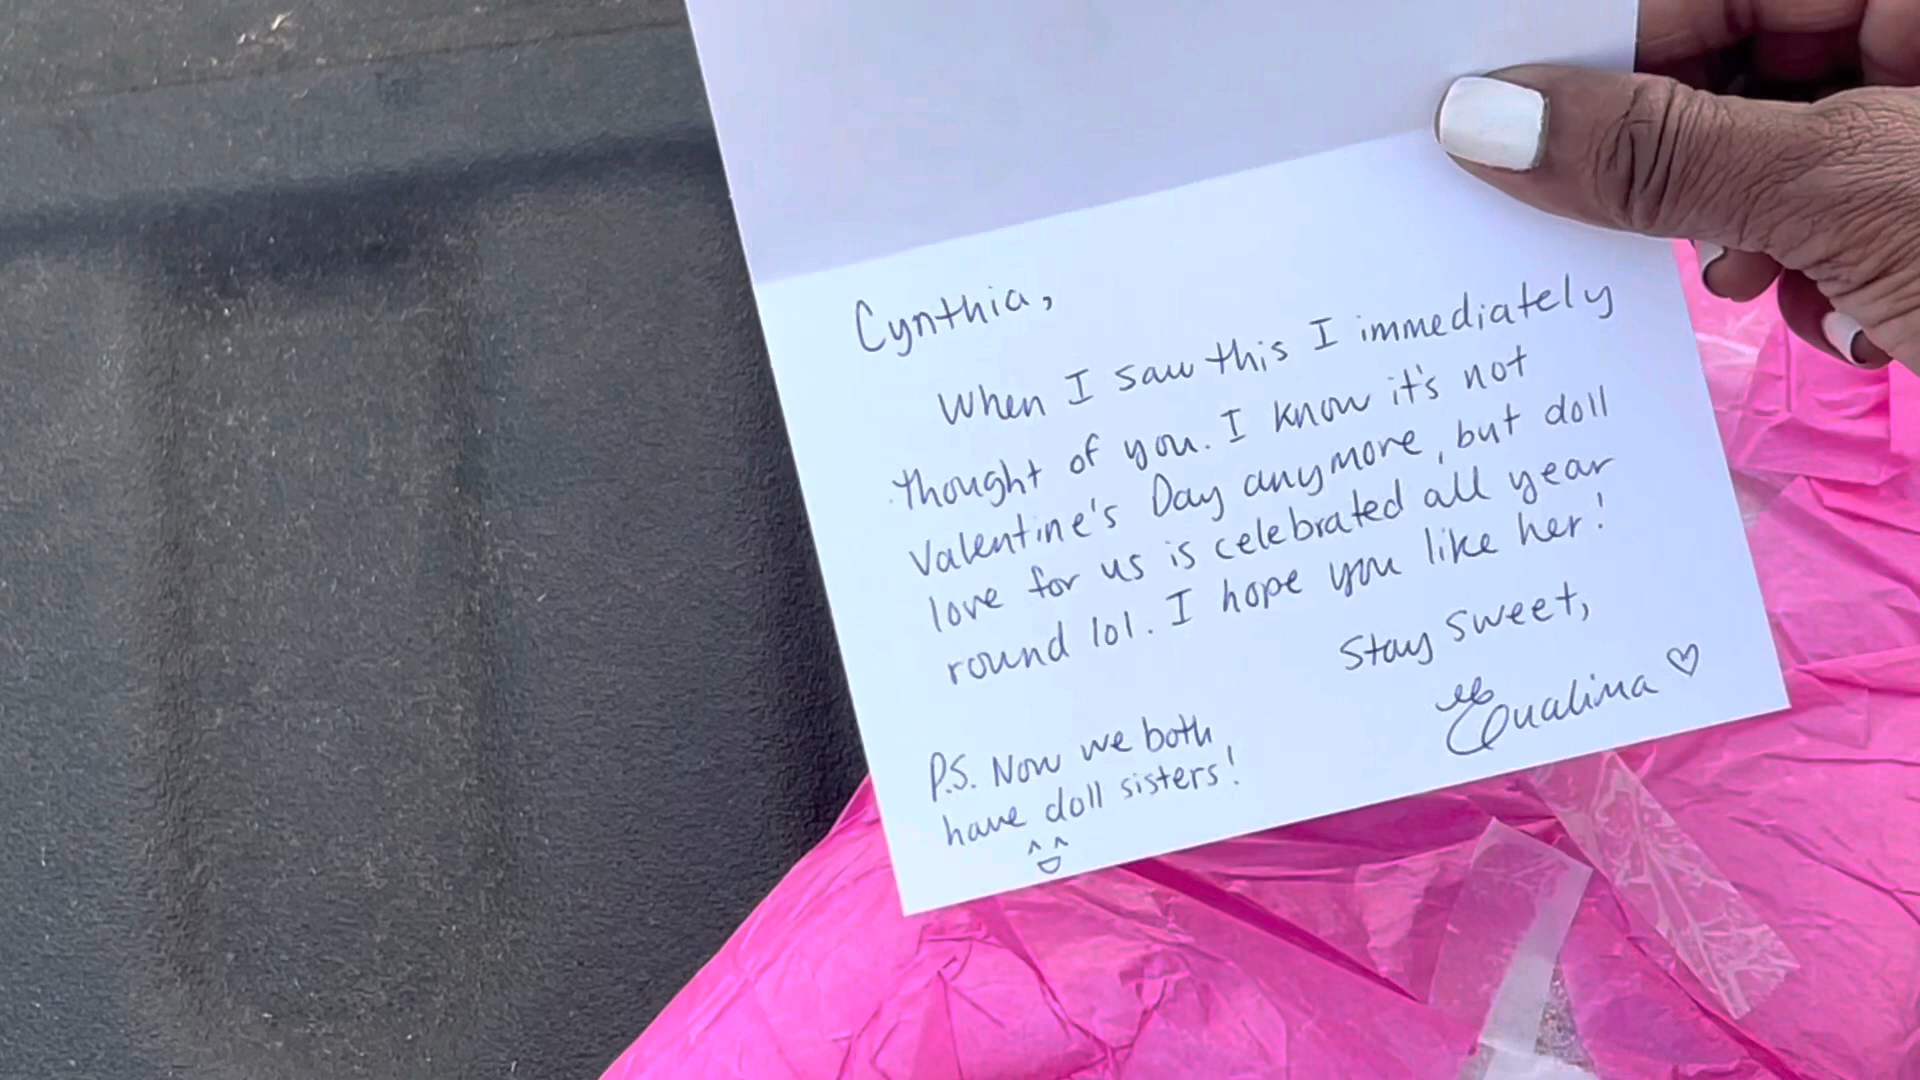 Cynthia,
When I saw this I immediately
thought of you. I know it's not
Valentine's Day anymore, but doll
love for us is celebrated all year
round lol. I hope you like her!
Stay sweet,
P.S. Now we both
have doll sisters!